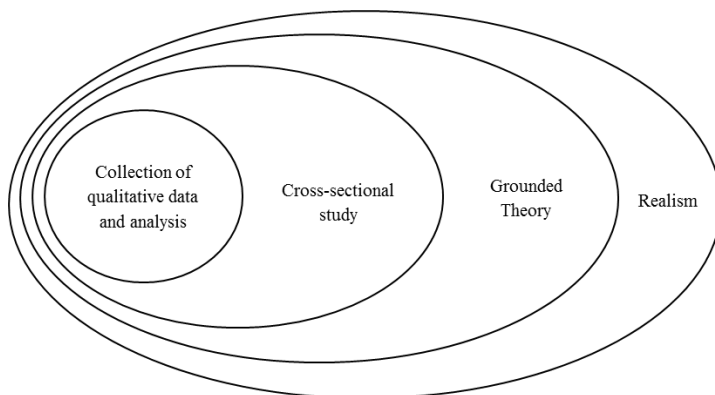 Collection of
qualitative data
and analysis
Cross-sectional
study
Grounded
Theory
Realism